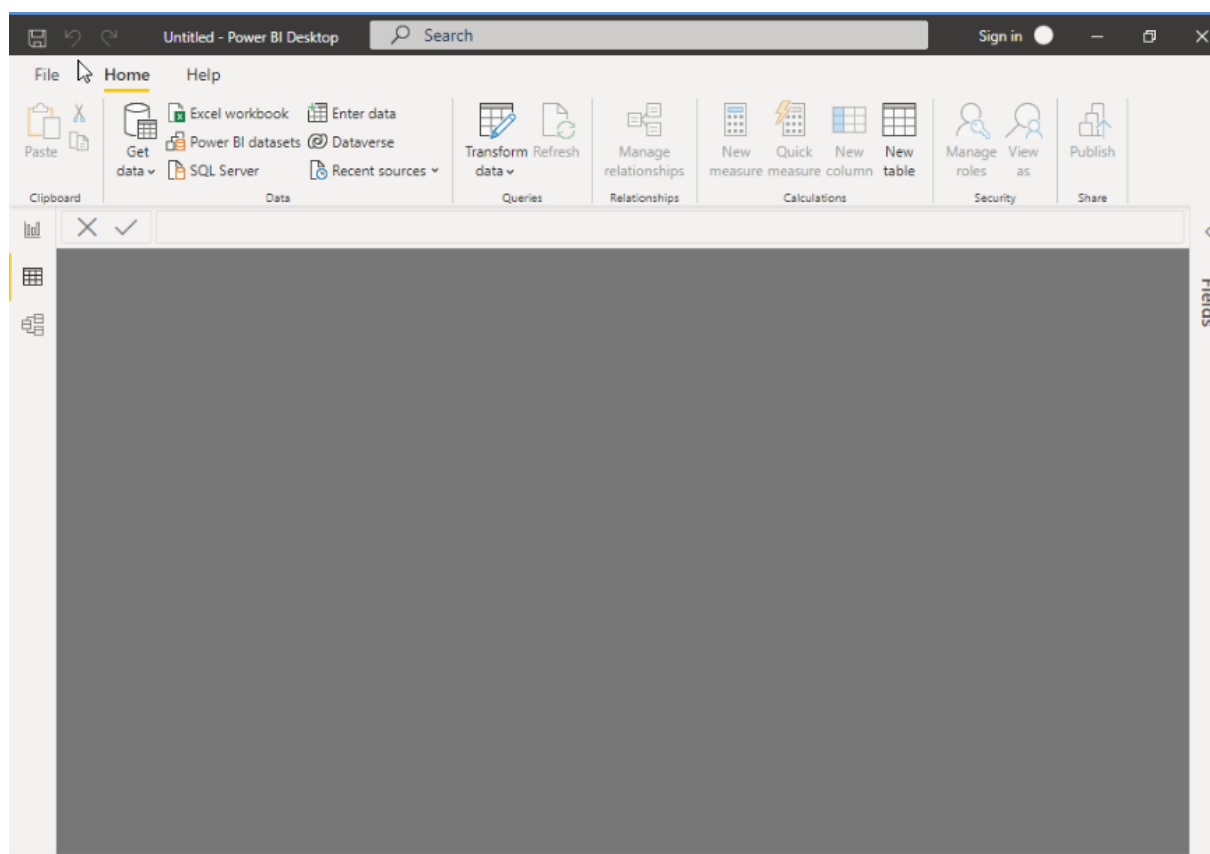 Untitled - Power BI Desktop Search Sign in
File Home Help
Paste
Clipboard
Get data
Excel workbook
Power BI datasets
SQL Server
Enter data
Dataverse
Recent sources
Data
Transform data
Refresh
Queries
Manage relationships
Relationships
New measure
Quick measure
New column
New table
Calculations
Manage roles
View as
Security
Publish
Share
Fields